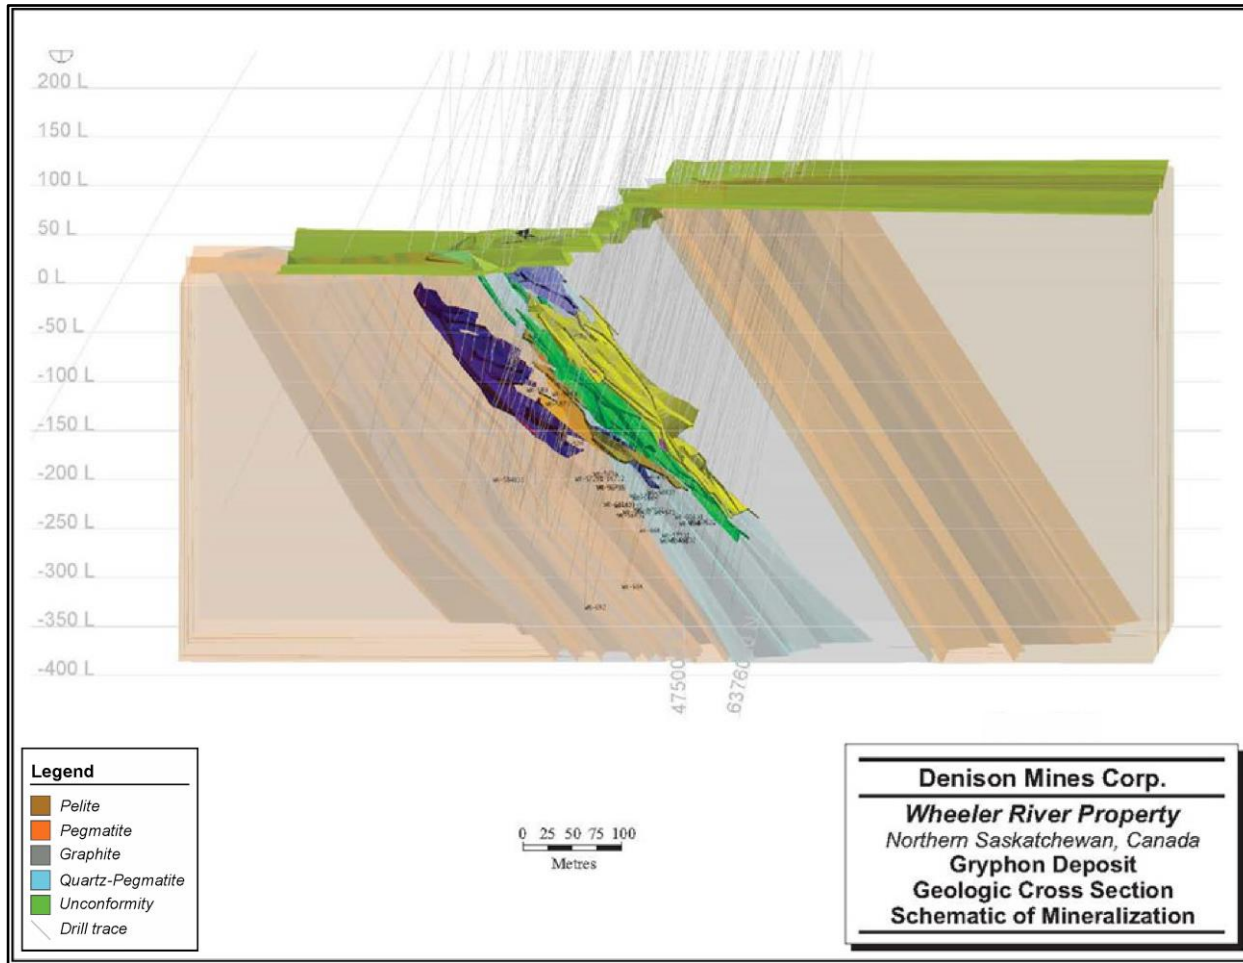 200 L
150 L
100 L
50 L
0 L
-50 L
-100 L
-150 L
-200 L
-250 L
-300 L
-350 L
-400 L
WR-692
47500
63760
Legend
Pelite
Pegmatite
Graphite
Quartz-Pegmatite
Unconformity
Drill trace
0 25 50 75 100
Metres
Denison Mines Corp.
Wheeler River Property
Northern Saskatchewan, Canada
Gryphon Deposit
Geologic Cross Section
Schematic of Mineralization